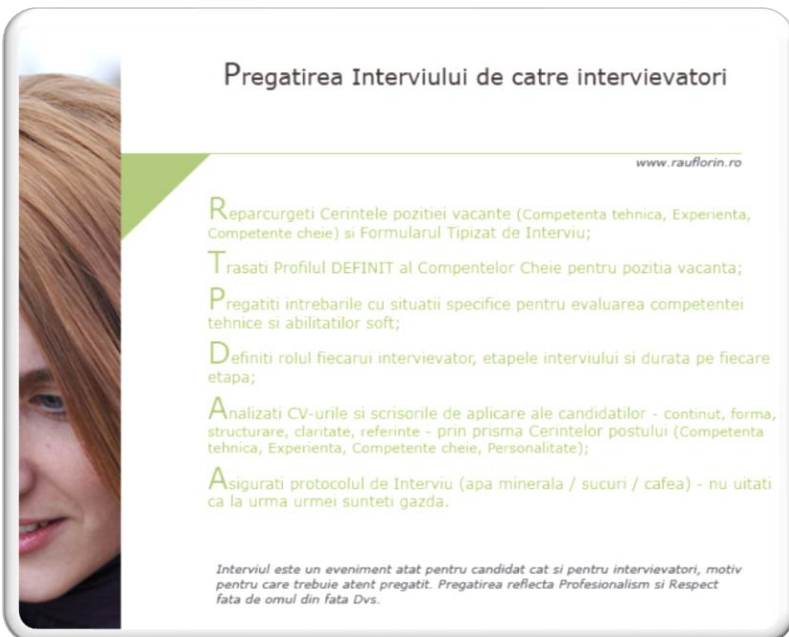 Pregatirea Interviului de catre intervievatori
www.rauflorin.ro
Reparcurgeti Cerintele pozitiei vacante (Competenta tehnica, Experienta,
Competente cheie) si Formularul Tipizat de Interviu;
Trasati Profilul DEFINIT al Compentelor Cheie pentru pozitia vacanta;
Pregatiti intrebarile cu situatii specifice pentru evaluarea competentei
tehnice si abilitatilor soft;
Definiti rolul fiecarui intervievator, etapele interviului si durata pe fiecare
etapa;
Analizati CV-urile si scrisorile de aplicare ale candidatilor - continut, forma,
structurare, claritate, referinte - prin prisma Cerintelor postului (Competenta
tehnica, Experienta, Competente cheie, Personalitate);
Asigurati protocolul de Interviu (apa minerala / sucuri / cafea) - nu uitati
ca la urma urmei sunteti gazda.
Interviul este un eveniment atat pentru candidat cat si pentru intervievatori, motiv
pentru care trebuie atent pregatit. Pregatirea reflecta Profesionalism si Respect
fata de omul din fata Dvs.